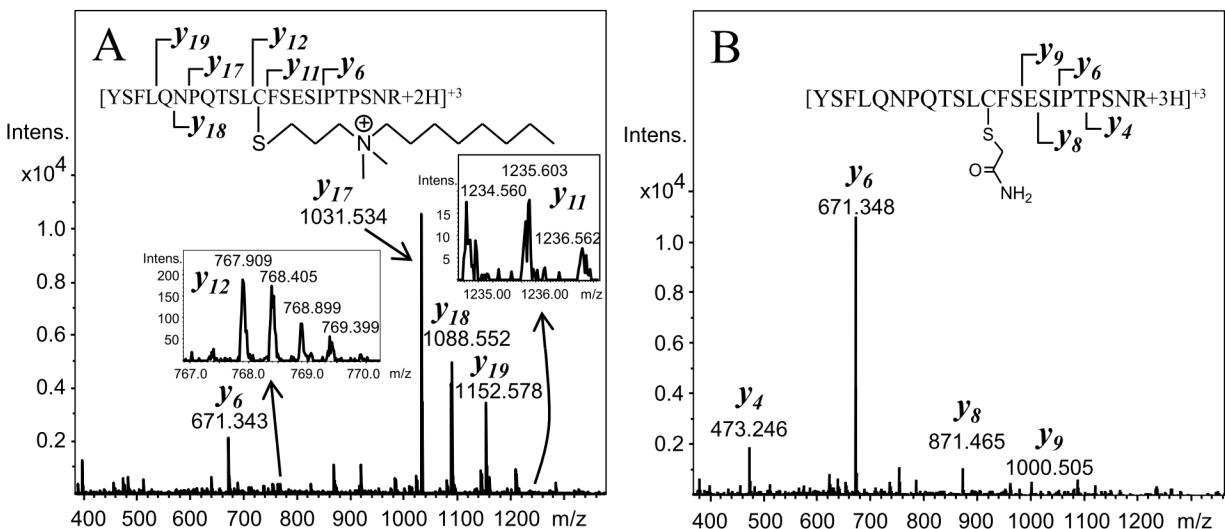 A
y19
y12
y17
y11
y6
[YSFLQNPQTSLCFSESIPTPSNR+2H]+3
y18
S
N
⊕
Intens.
x10⁴
1.0
0.8
0.6
0.4
0.2
y17
1031.534
Intens.
1235.603
1234.560
y11
1236.562
15
10
5
1235.00
1236.00
m/z
Intens.
767.909
y12
768.405
768.899
769.399
200
150
100
50
767.0
768.0
769.0
770.0
m/z
y18
1088.552
y19
1152.578
y6
671.343
400
500
600
700
800
900
1000
1100
1200
m/z
B
y9
y6
[YSFLQNPQTSLCFSESIPTPSNR+3H]+3
y8
y4
S
O
NH₂
Intens.
x10⁴
1.0
0.8
0.6
0.4
0.2
y6
671.348
y4
473.246
y8
871.465
y9
1000.505
400
500
600
700
800
900
1000
1100
1200
m/z